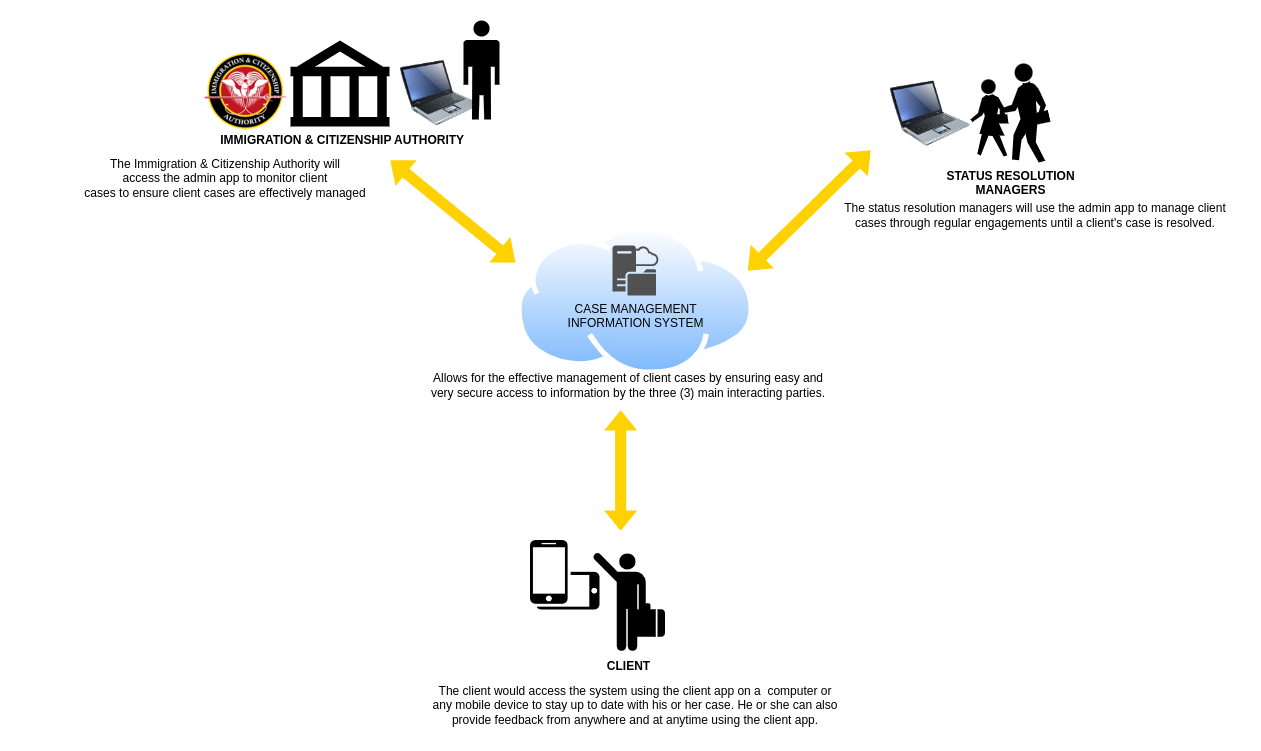 IMMIGRATION & CITIZENSHIP
AUTHORITY
IMMIGRATION & CITIZENSHIP AUTHORITY
The Immigration & Citizenship Authority will
access the admin app to monitor client
cases to ensure client cases are effectively managed
STATUS RESOLUTION
MANAGERS
The status resolution managers will use the admin app to manage client
cases through regular engagements until a client's case is resolved.
CASE MANAGEMENT
INFORMATION SYSTEM
Allows for the effective management of client cases by ensuring easy and
very secure access to information by the three (3) main interacting parties.
CLIENT
The client would access the system using the client app on a  computer or
any mobile device to stay up to date with his or her case. He or she can also
provide feedback from anywhere and at anytime using the client app.